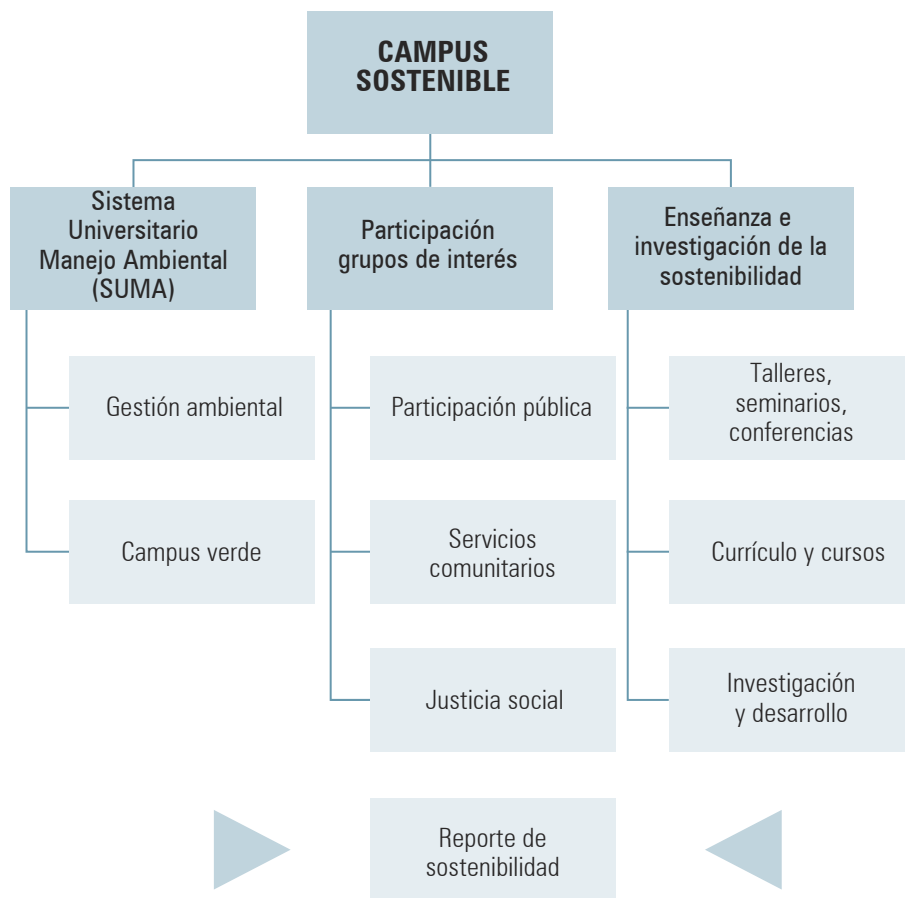 CAMPUS
SOSTENIBLE
Sistema
Universitario
Manejo Ambiental
(SUMA)
Participación
grupos de interés
Enseñanza e
investigación de la
sostenibilidad
Gestión ambiental
Campus verde
Participación pública
Servicios
comunitarios
Justicia social
Talleres,
seminarios,
conferencias
Currículo y cursos
Investigación
y desarrollo
Reporte de
sostenibilidad